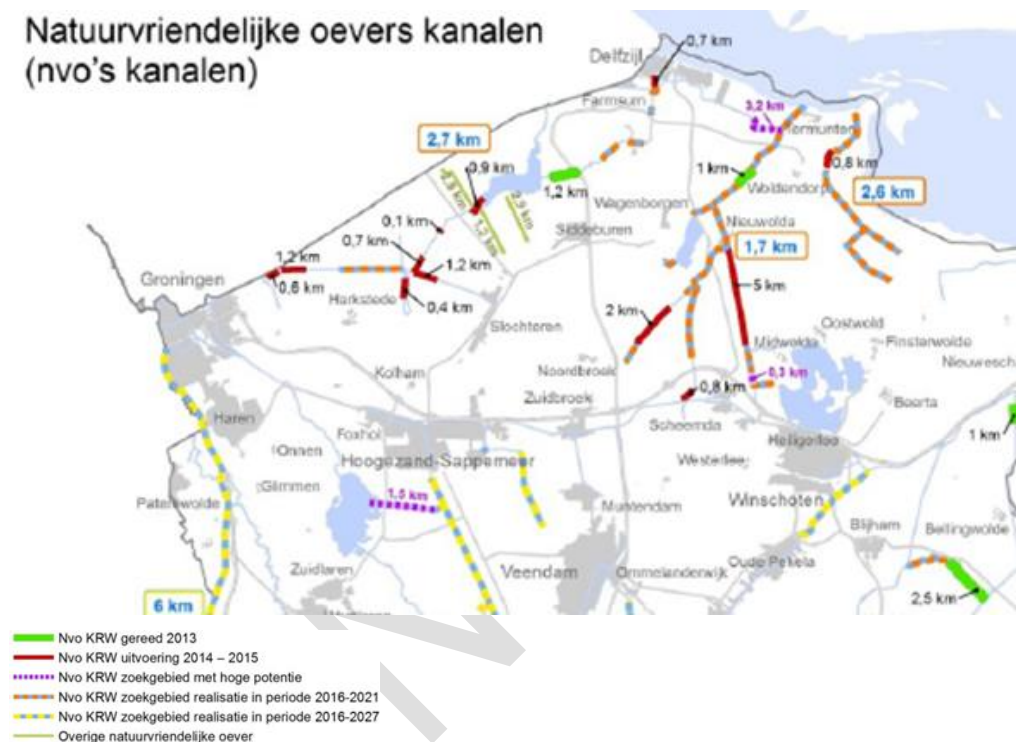 Natuurvriendelijke oevers kanalen
(nvo's kanalen)
Delfzijl
0,7 km
Farmsum
3,2 km
Termunten
2,7 km
0,9 km
1,2 km
1 km
Woldendorp
0,8 km
2,6 km
2,9 km
1,5 km
Wagenborgen
0,1 km
Siddeburen
Nieuwolda
1,7 km
0,7 km
1,2 km
1,2 km
Groningen
0,6 km
Harkstede
0,4 km
5 km
2 km
Slochteren
Oostwold
Midwolda
Finsterwolde
Nieuwesch
Kolham
Noordbroek
0,3 km
0,8 km
Zuidbroek
Beerta
Haren
Foxhol
Scheemda
1 km
Onnen
Hoogezand-Sappemeer
Heiligerlee
Westerlee
Glimmen
1,5 km
Paterswolde
Muntendam
Winschoten
Blijham
Bellingwolde
Zuidlaren
Veendam
Ommelanderwijk
Oude Pekela
6 km
2,5 km
Nvo KRW gereed 2013
Nvo KRW uitvoering 2014 – 2015
Nvo KRW zoekgebied met hoge potentie
Nvo KRW zoekgebied realisatie in periode 2016-2021
Nvo KRW zoekgebied realisatie in periode 2016-2027
Overige natuurvriendelijke oever